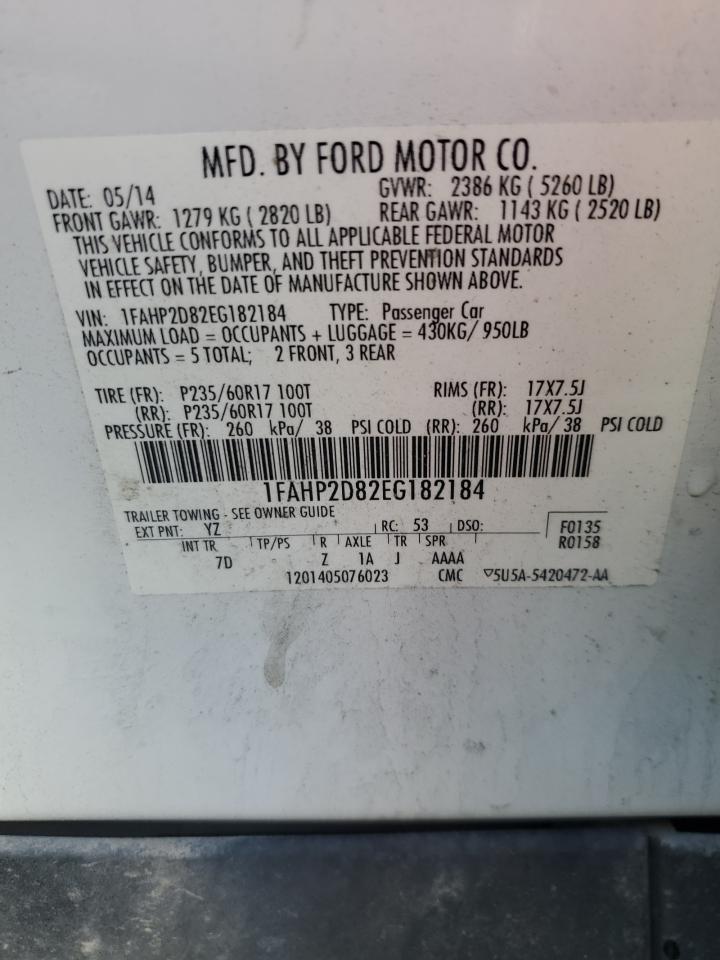 MFD. BY FORD MOTOR CO.
DATE: 05/14 GVWR: 2386 KG ( 5260 LB)
FRONT GAWR: 1279 KG ( 2820 LB) REAR GAWR: 1143 KG ( 2520 LB)
THIS VEHICLE CONFORMS TO ALL APPLICABLE FEDERAL MOTOR
VEHICLE SAFETY, BUMPER, AND THEFT PREVENTION STANDARDS
IN EFFECT ON THE DATE OF MANUFACTURE SHOWN ABOVE.
VIN: 1FAHP2D82EG182184 TYPE: Passenger Car
MAXIMUM LOAD = OCCUPANTS + LUGGAGE = 430KG/ 950LB
OCCUPANTS = 5 TOTAL; 2 FRONT, 3 REAR
TIRE (FR): P235/60R17 100T RIMS (FR): 17X7.5J
(RR): P235/60R17 100T (RR): 17X7.5J
PRESSURE (FR): 260 kPa/ 38 PSI COLD (RR): 260 kPa/ 38 PSI COLD
1FAHP2D82EG182184
TRAILER TOWING - SEE OWNER GUIDE
EXT PNT: YZ RC: 53 DSO: F0135
INT TR TP/PS R AXLE TR SPR R0158
7D Z 1A J AAAA
1201405076023 CMC ▽5U5A-5420472-AA